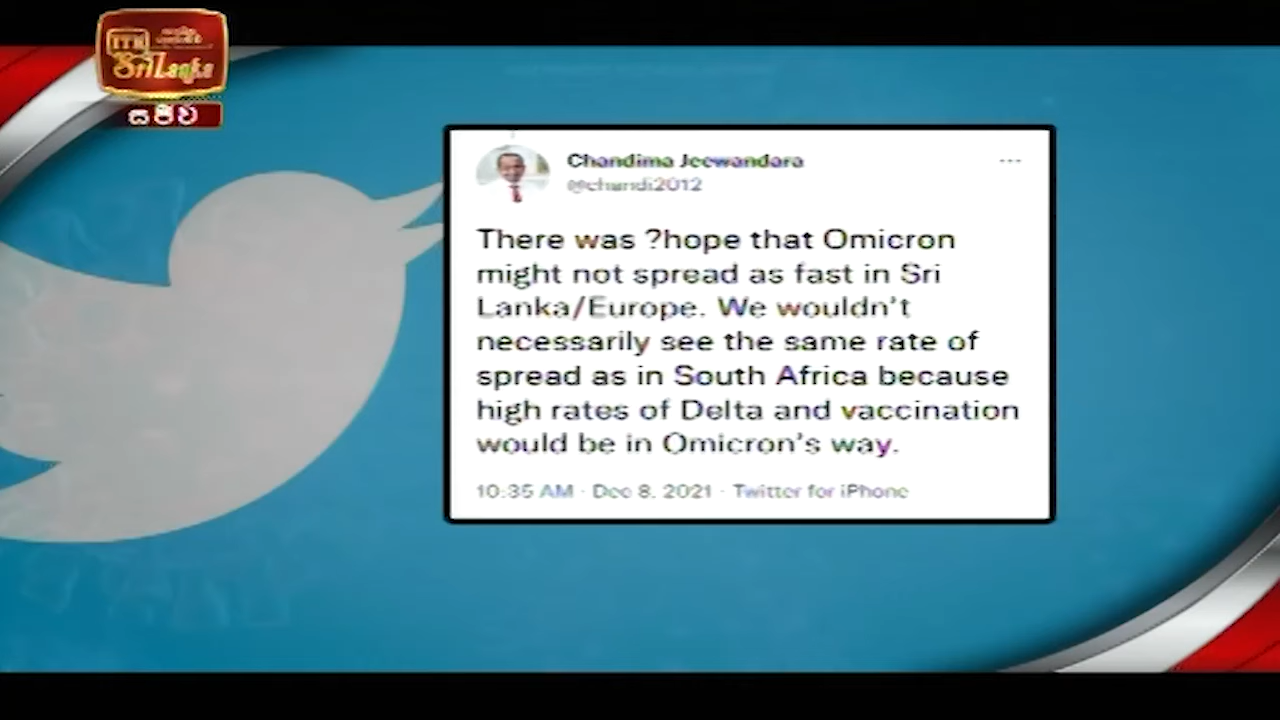 ITN
Sri Lanka
සජීව
Chandima Jeewandara
@chandi2012
There was ?hope that Omicron
might not spread as fast in Sri
Lanka/Europe. We wouldn't
necessarily see the same rate of
spread as in South Africa because
high rates of Delta and vaccination
would be in Omicron's way.
10:35 AM · Dec 8, 2021 · Twitter for iPhone